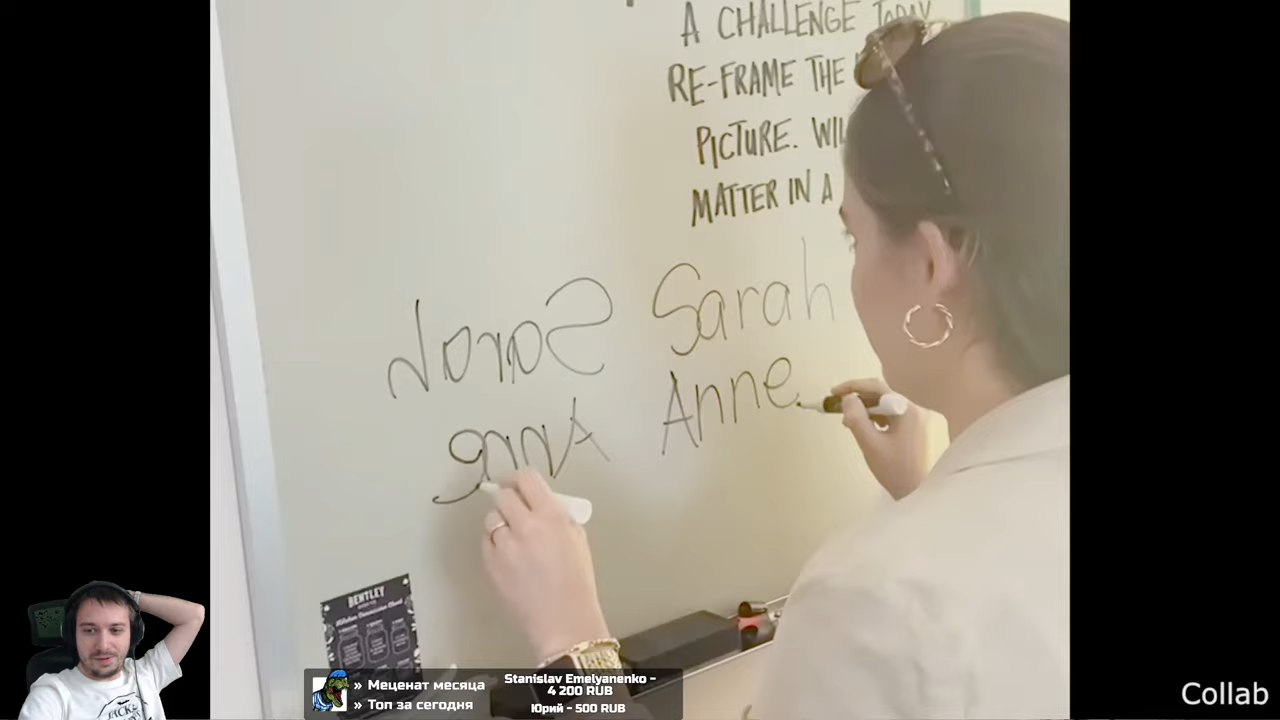 A CHALLENGE TODAY
RE-FRAME THE
PICTURE.
MATTER IN A
Sarah
Sarah
Anne
Anne
BENTLEY
» Меценат месяца
» Топ за сегодня
Stanislav Emelyanenko -
4 200 RUB
Юрий - 500 RUB
Collab